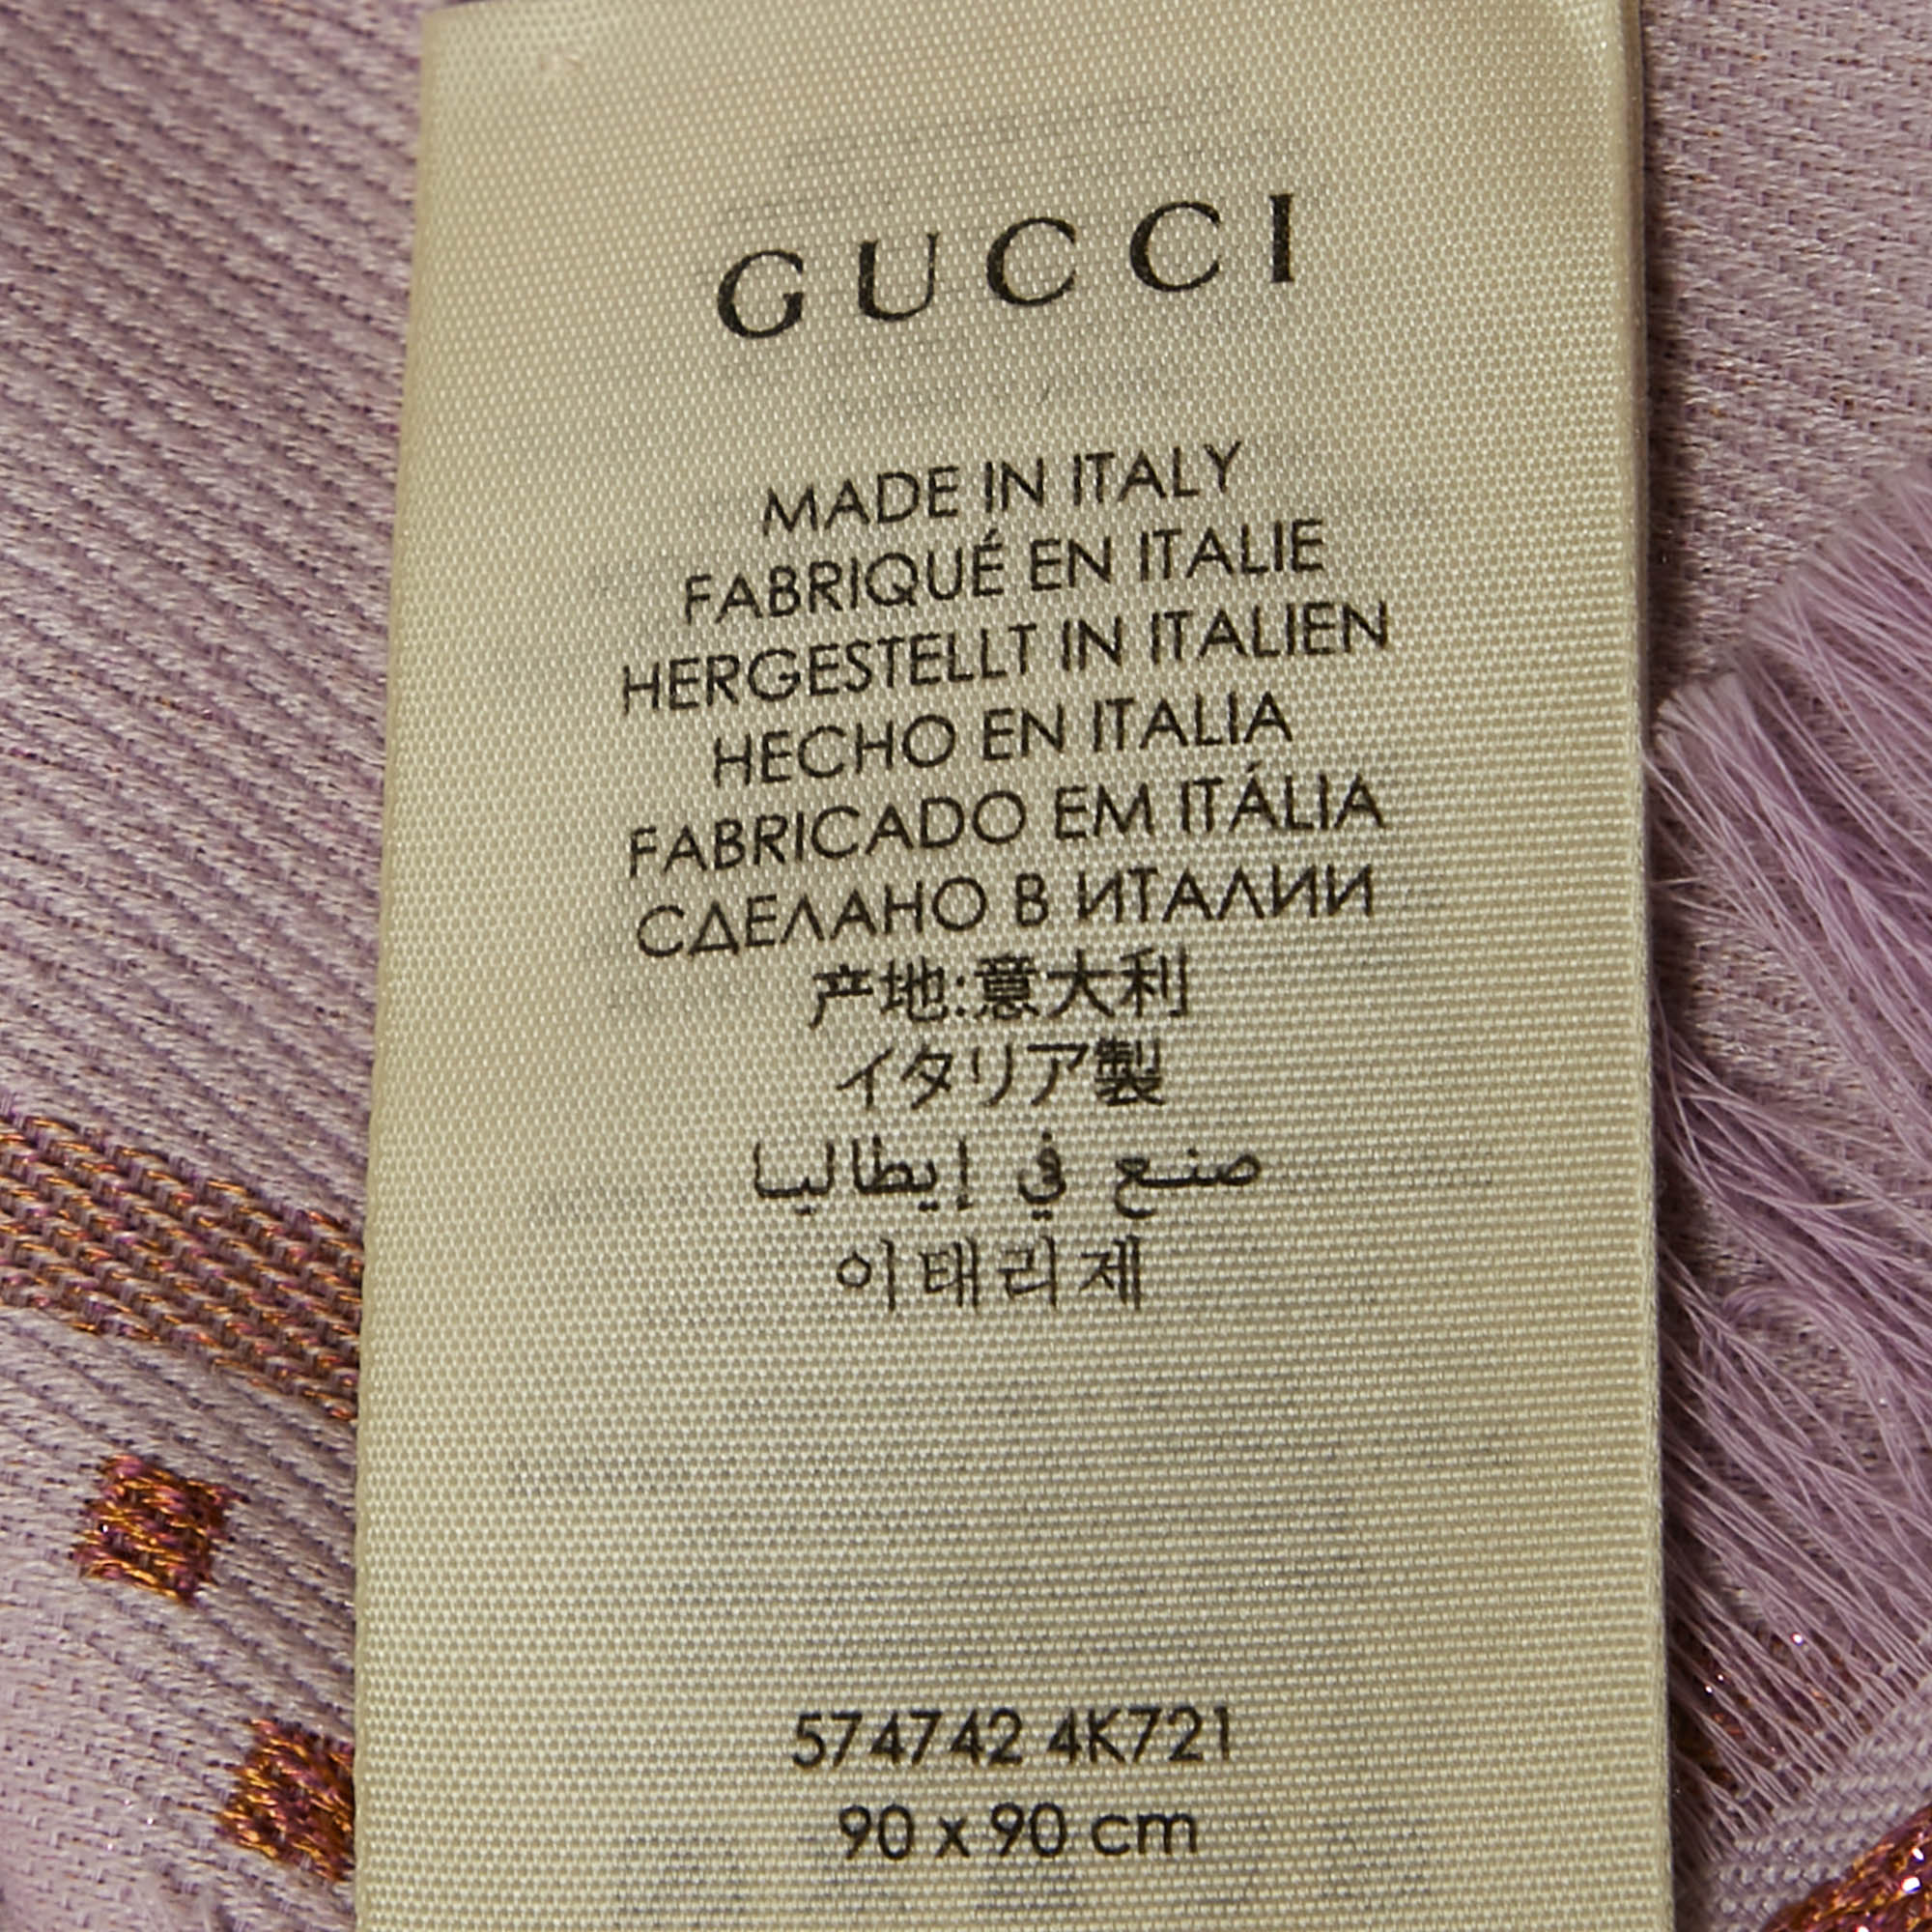 GUCCI
MADE IN ITALY
FABRIQUÉ EN ITALIE
HERGESTELLT IN ITALIEN
HECHO EN ITALIA
FABRICADO EM ITÁLIA
СДЕЛАНО В ИТАЛИИ
产地:意大利
イタリア製
صنع في إيطاليا
이태리제
574742 4K721
90 x 90 cm